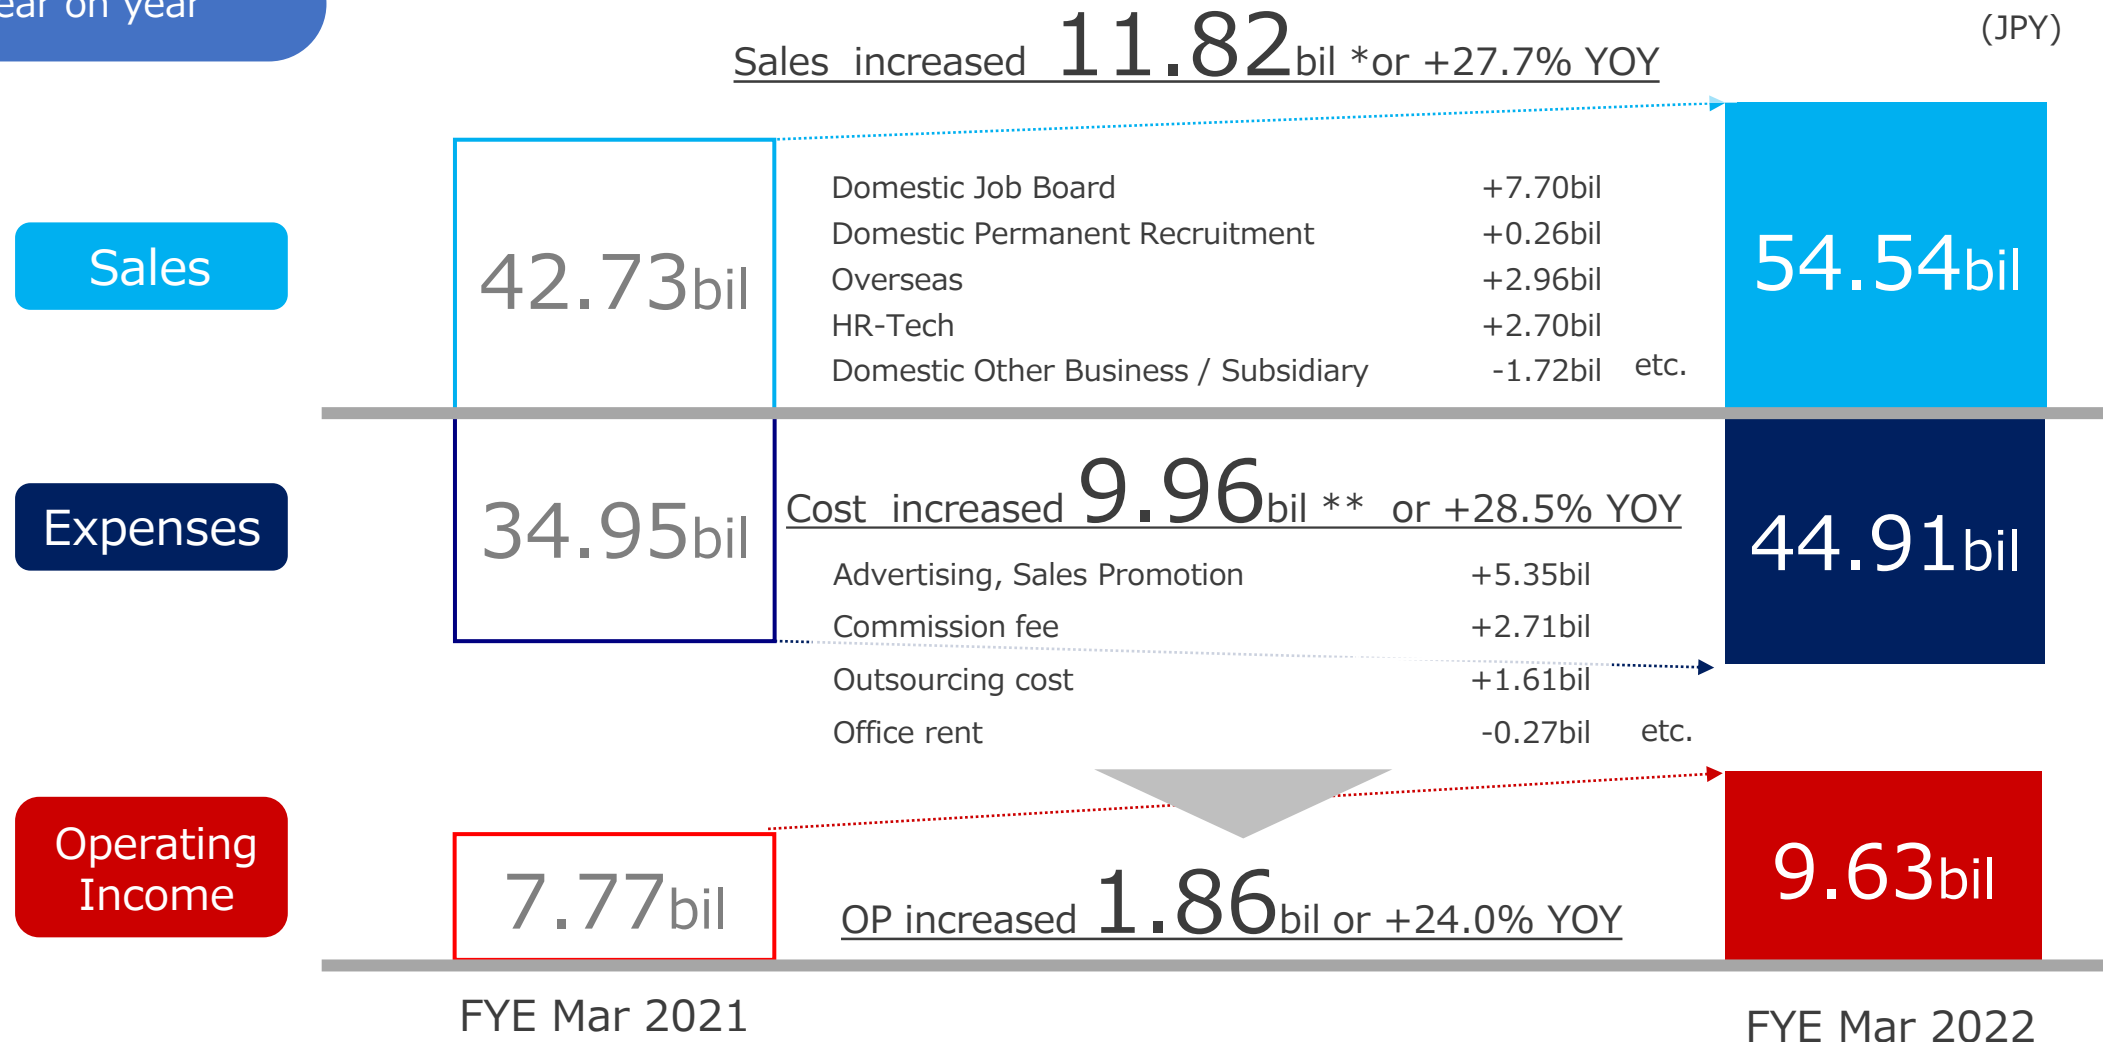 year on year
(JPY)
Sales increased 11.82bil *or +27.7% YOY
Sales
42.73bil
Domestic Job Board +7.70bil
Domestic Permanent Recruitment +0.26bil
Overseas +2.96bil
HR-Tech +2.70bil
Domestic Other Business / Subsidiary -1.72bil etc.
54.54bil
Expenses
34.95bil
Cost increased 9.96bil ** or +28.5% YOY
Advertising, Sales Promotion +5.35bil
Commission fee +2.71bil
Outsourcing cost +1.61bil
Office rent -0.27bil etc.
44.91bil
Operating
Income
7.77bil
OP increased 1.86bil or +24.0% YOY
9.63bil
FYE Mar 2021
FYE Mar 2022